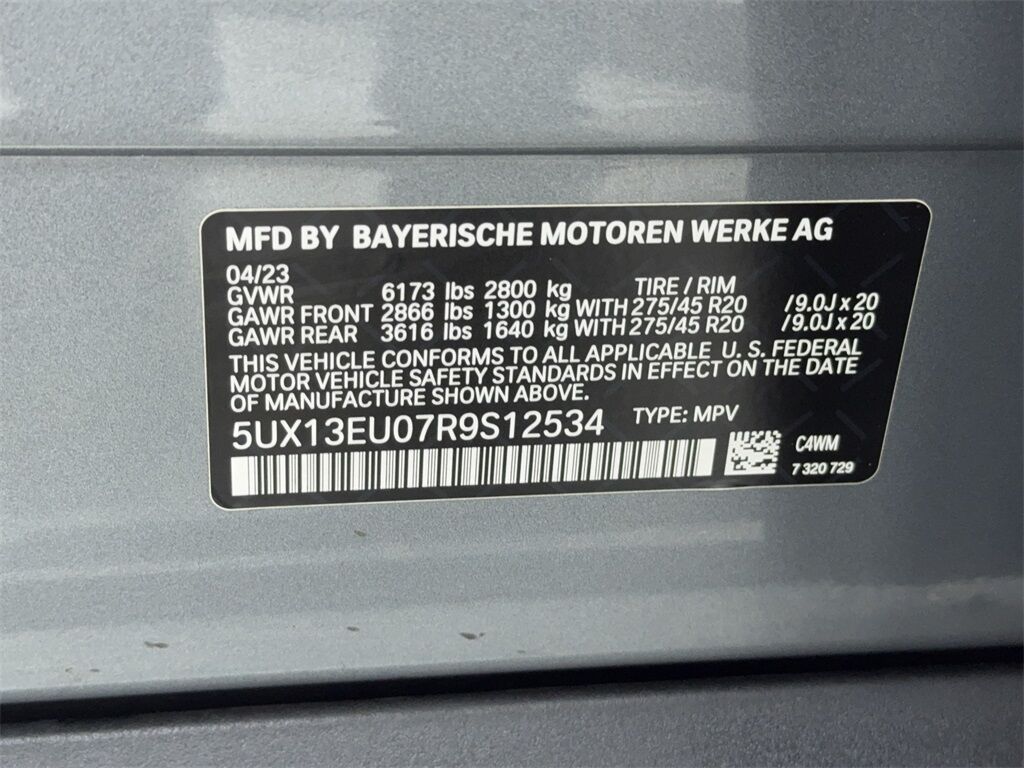 MFD BY BAYERISCHE MOTOREN WERKE AG
04/23
GVWR 6173 lbs 2800 kg TIRE / RIM
GAWR FRONT 2866 lbs 1300 kg WITH 275/45 R20 /9.0J x 20
GAWR REAR 3616 lbs 1640 kg WITH 275/45 R20 /9.0J x 20
THIS VEHICLE CONFORMS TO ALL APPLICABLE U. S. FEDERAL
MOTOR VEHICLE SAFETY STANDARDS IN EFFECT ON THE DATE
OF MANUFACTURE SHOWN ABOVE.
5UX13EU07R9S12534 TYPE: MPV
C4WM
7 320 729